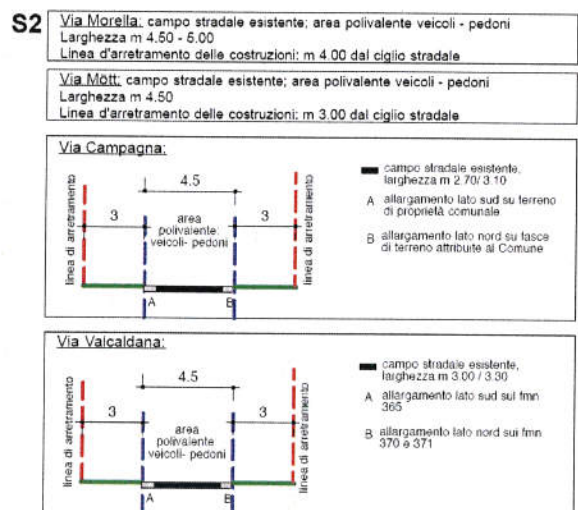 S2
Via Morella: campo stradale esistente; area polivalente veicoli - pedoni
Larghezza m 4.50 - 5.00
Linea d'arretramento delle costruzioni: m 4.00 dal ciglio stradale
Via Mött: campo stradale esistente; area polivalente veicoli - pedoni
Larghezza m 4.50
Linea d'arretramento delle costruzioni: m 3.00 dal ciglio stradale
Via Campagna:
linea di arretramento
3
4.5
area
polivalente:
veicoli- pedoni
3
linea di arretramento
A
B
campo stradale esistente,
larghezza m 2.70/ 3.10
A allargamento lato sud su terreno
di proprietà comunale
B allargamento lato nord su fasce
di terreno attribuite al Comune
Via Valcaldana:
linea di arretramento
3
4.5
area
polivalente
veicoli- pedoni
3
linea di arretramento
A
B
campo stradale esistente,
larghezza m 3.00 / 3.30
A allargamento lato sud sul fmn
365
B allargamento lato nord sui fmn
370 e 371